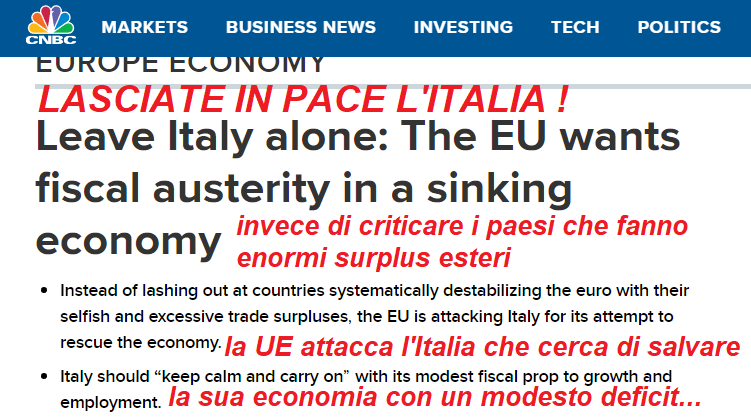 CNBC MARKETS BUSINESS NEWS INVESTING TECH POLITICS
EUROPE ECONOMY
LASCIATE IN PACE L'ITALIA !
Leave Italy alone: The EU wants
fiscal austerity in a sinking
economy
invece di criticare i paesi che fanno
enormi surplus esteri
• Instead of lashing out at countries systematically destabilizing the euro with their
selfish and excessive trade surpluses, the EU is attacking Italy for its attempt to
rescue the economy. la UE attacca l'Italia che cerca di salvare
• Italy should “keep calm and carry on” with its modest fiscal prop to growth and
employment. la sua economia con un modesto deficit...